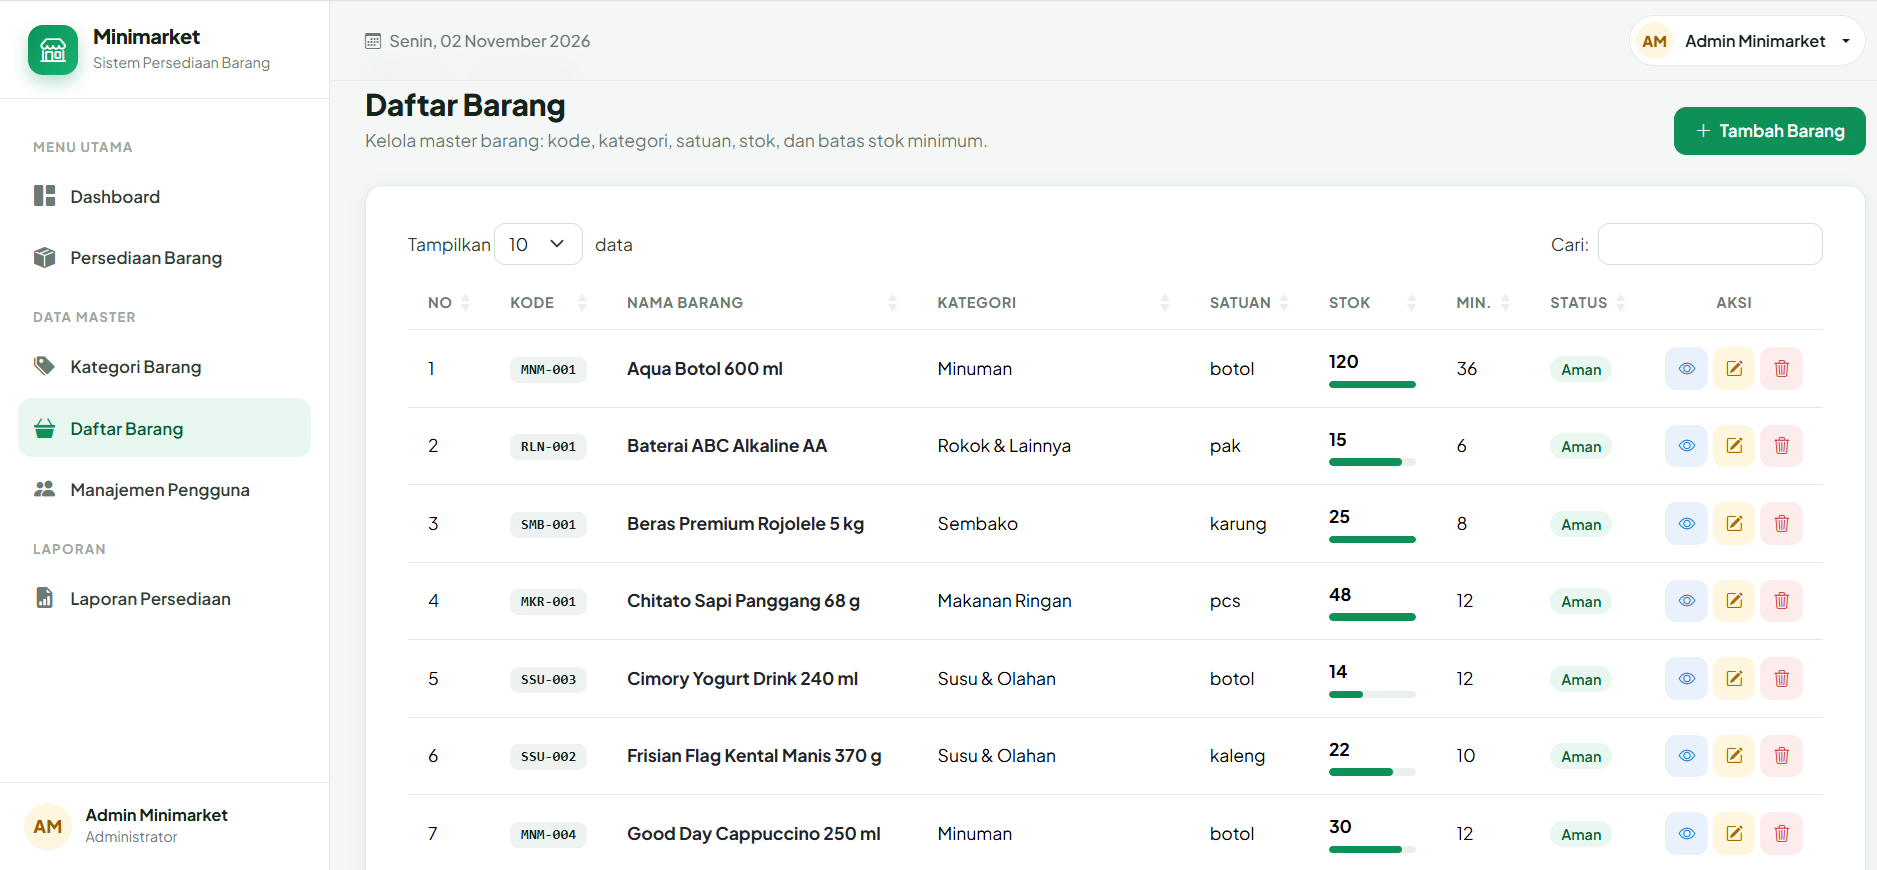 Minimarket
Sistem Persediaan Barang
Senin, 02 November 2026
AM Admin Minimarket
MENU UTAMA
Dashboard
Persediaan Barang
DATA MASTER
Kategori Barang
Daftar Barang
Manajemen Pengguna
LAPORAN
Laporan Persediaan
AM Admin Minimarket
Administrator
Daftar Barang
Kelola master barang: kode, kategori, satuan, stok, dan batas stok minimum.
+ Tambah Barang
Tampilkan 10 data
Cari:
NO KODE NAMA BARANG KATEGORI SATUAN STOK MIN. STATUS AKSI
1 MNM-001 Aqua Botol 600 ml Minuman botol 120 36 Aman
2 RLN-001 Baterai ABC Alkaline AA Rokok & Lainnya pak 15 6 Aman
3 SMB-001 Beras Premium Rojolele 5 kg Sembako karung 25 8 Aman
4 MKR-001 Chitato Sapi Panggang 68 g Makanan Ringan pcs 48 12 Aman
5 SSU-003 Cimory Yogurt Drink 240 ml Susu & Olahan botol 14 12 Aman
6 SSU-002 Frisian Flag Kental Manis 370 g Susu & Olahan kaleng 22 10 Aman
7 MNM-004 Good Day Cappuccino 250 ml Minuman botol 30 12 Aman